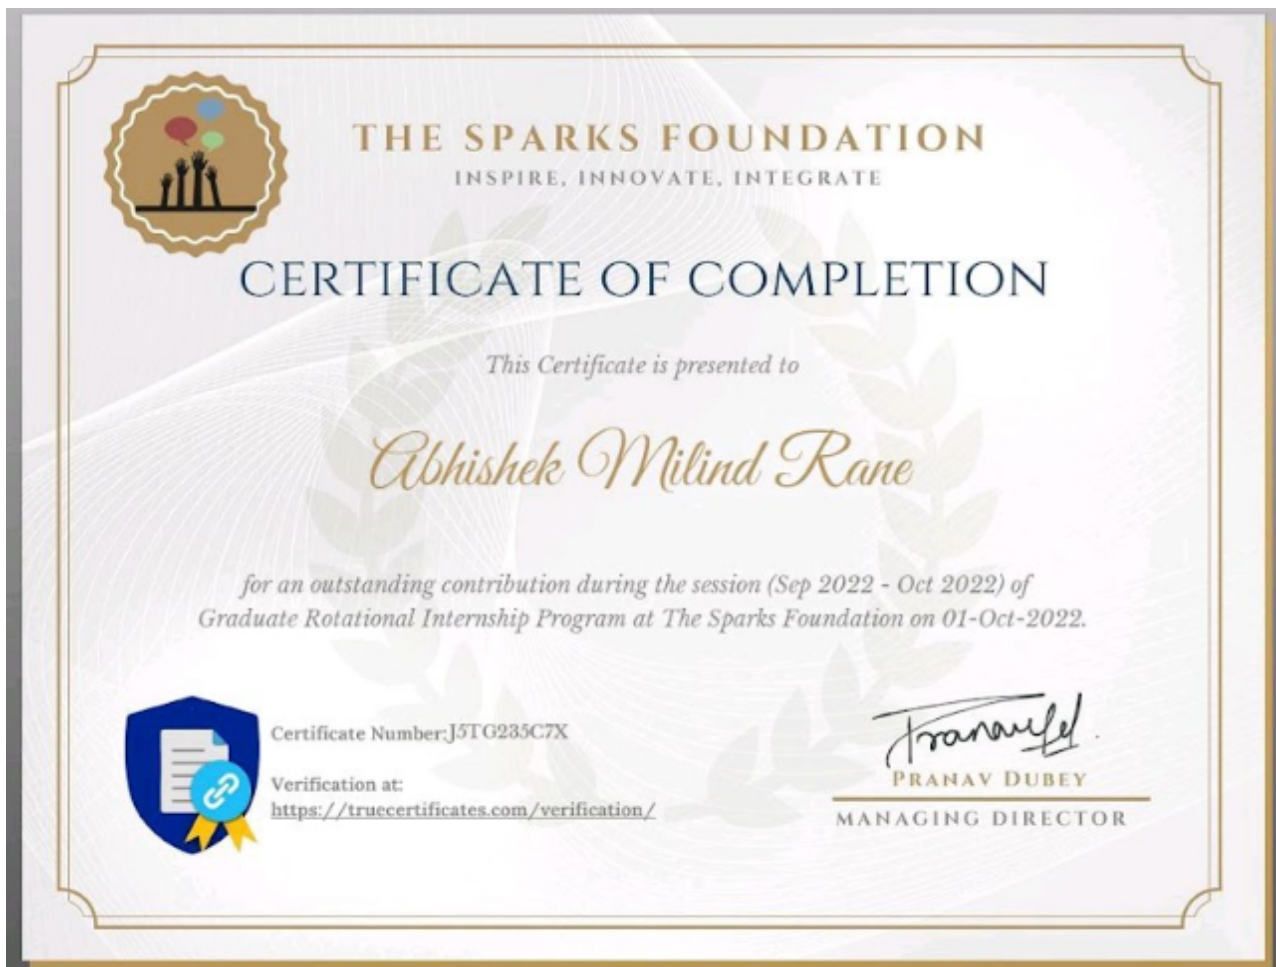 THE SPARKS FOUNDATION
INSPIRE, INNOVATE, INTEGRATE
CERTIFICATE OF COMPLETION
This Certificate is presented to
Abhishek Milind Rane
for an outstanding contribution during the session (Sep 2022 - Oct 2022) of
Graduate Rotational Internship Program at The Sparks Foundation on 01-Oct-2022.
Certificate Number:J5TG235C7X
Verification at:
https://truecertificates.com/verification/
PRANAV DUBEY
MANAGING DIRECTOR